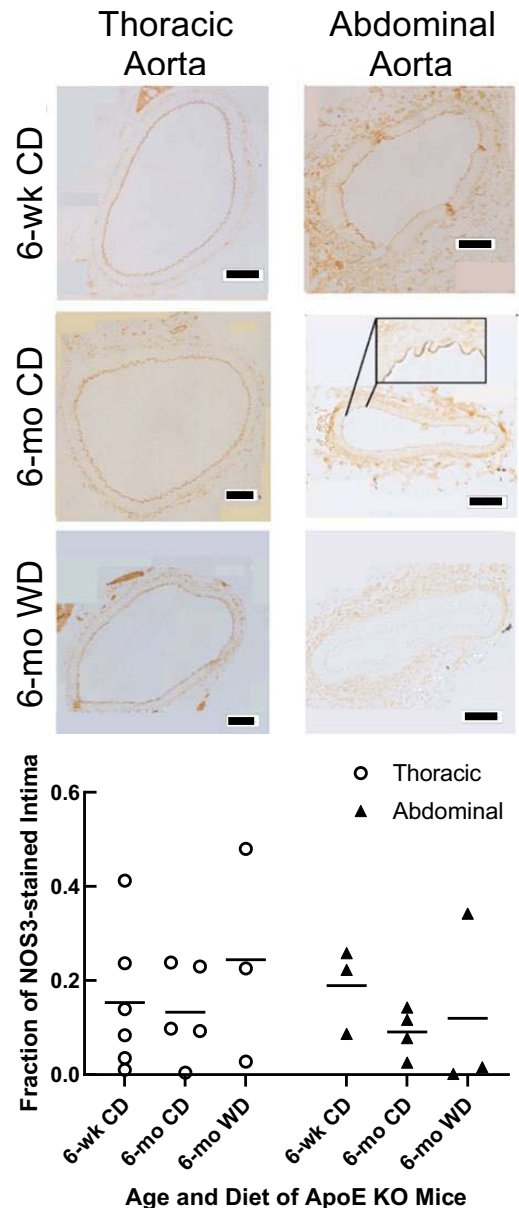 Thoracic Aorta
Abdominal Aorta
6-wk CD
6-mo CD
6-mo WD
Thoracic
Abdominal
Fraction of NOS3-stained Intima
0.6
0.4
0.2
0.0
6-wk CD
6-mo CD
6-mo WD
6-wk CD
6-mo CD
6-mo WD
Age and Diet of ApoE KO Mice